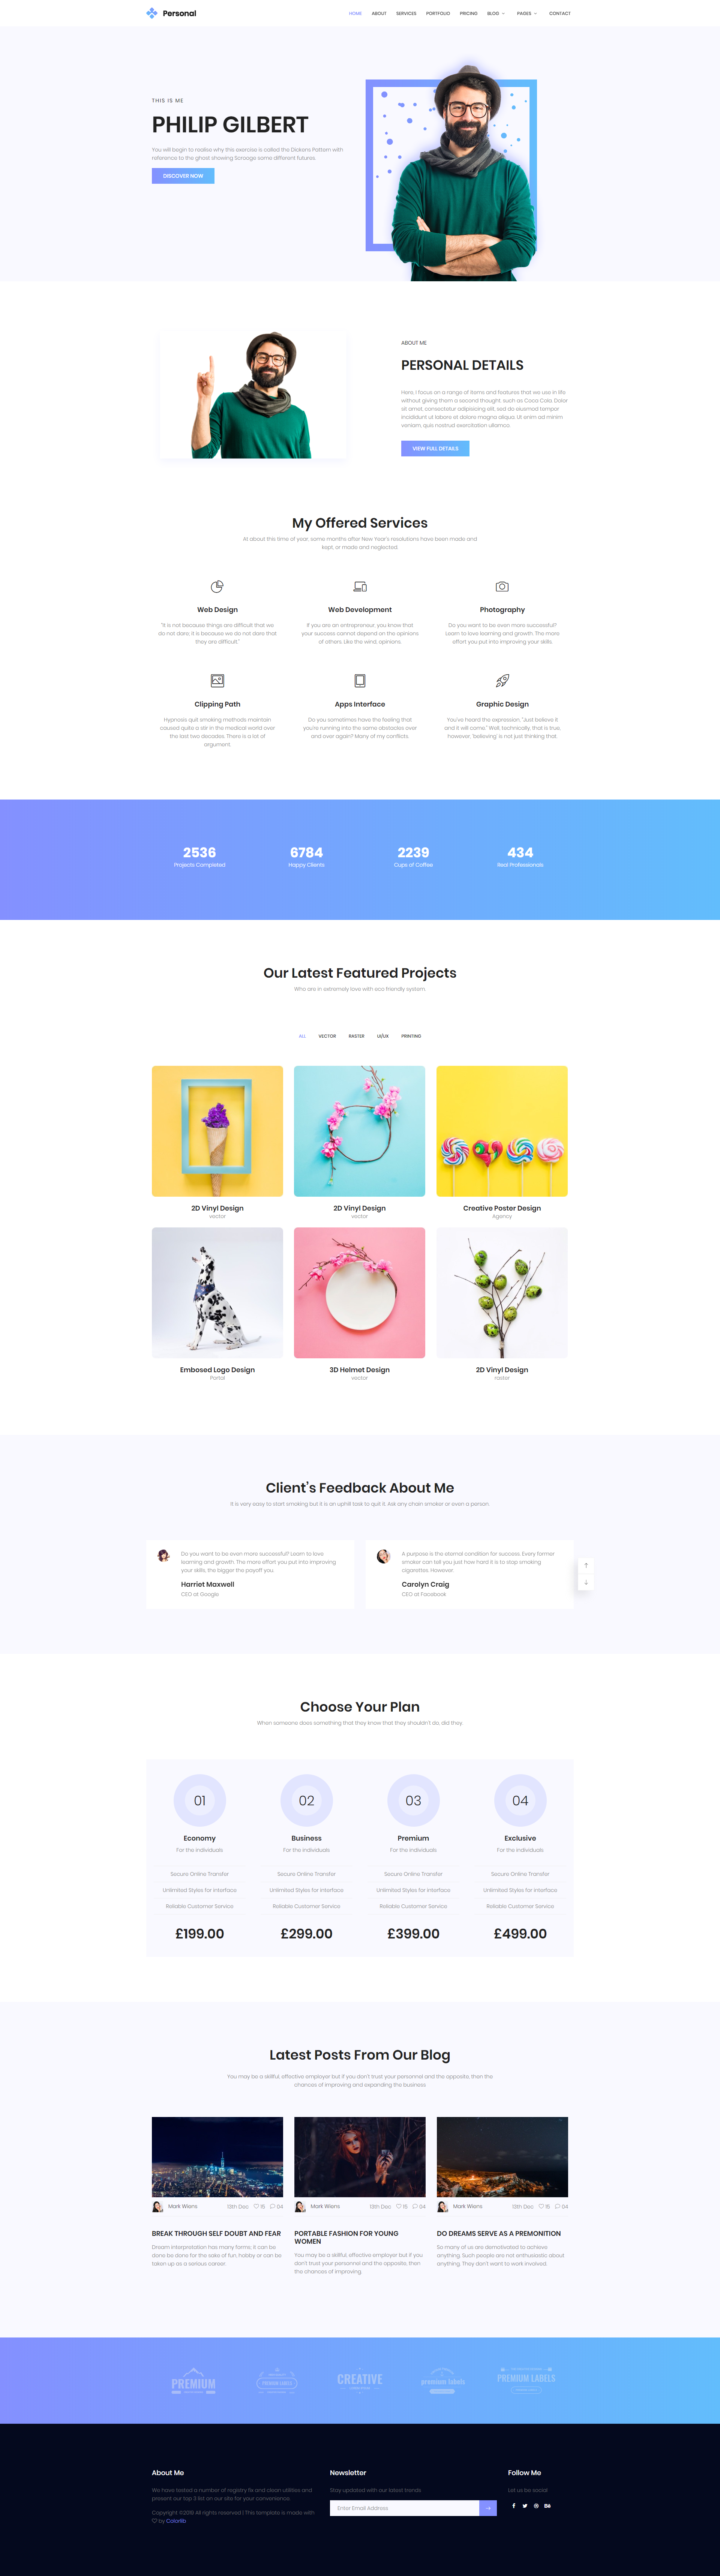 Personal
HOME ABOUT SERVICES PORTFOLIO PRICING BLOG PAGES CONTACT
THIS IS ME
PHILIP GILBERT
You will begin to realise why this exercise is called the Dickens Pattern with
reference to the ghost showing Scrooge some different futures.
DISCOVER NOW
ABOUT ME
PERSONAL DETAILS
Here, I focus on a range of items and features that we use in life
without giving them a second thought. such as Coca Cola. Dolor
sit amet, consectetur adipisicing elit, sed do eiusmod tempor
incididunt ut labore et dolore magna aliqua. Ut enim ad minim
veniam, quis nostrud exercitation ullamco.
VIEW FULL DETAILS
My Offered Services
At about this time of year, some months after New Year's resolutions have been made and
kept, or made and neglected.
Web Design
"It is not because things are difficult that we
do not dare; it is because we do not dare that
they are difficult."
Web Development
If you are an entrepreneur, you know that
your success cannot depend on the opinions
of others. Like the wind, opinions.
Photography
Do you want to be even more successful?
Learn to love learning and growth. The more
effort you put into improving your skills.
Clipping Path
Hypnosis quit smoking methods maintain
caused quite a stir in the medical world over
the last two decades. There is a lot of
argument.
Apps Interface
Do you sometimes have the feeling that
you're running into the same obstacles over
and over again? Many of my conflicts.
Graphic Design
You've heard the expression, "Just believe it
and it will come." Well, technically, that is true,
however, 'believing' is not just thinking that.
2536
Projects Completed
6784
Happy Clients
2239
Cups of Coffee
434
Real Professionals
Our Latest Featured Projects
Who are in extremely love with eco friendly system.
ALL VECTOR RASTER UI/UX PRINTING
2D Vinyl Design
vector
2D Vinyl Design
vector
Creative Poster Design
Agency
Embosed Logo Design
Portal
3D Helmet Design
vector
2D Vinyl Design
raster
Client's Feedback About Me
It is very easy to start smoking but it is an uphill task to quit it. Ask any chain smoker or even a person.
Do you want to be even more successful? Learn to love
learning and growth. The more effort you put into improving
your skills, the bigger the payoff you.
Harriet Maxwell
CEO at Google
A purpose is the eternal condition for success. Every former
smoker can tell you just how hard it is to stop smoking
cigarettes. However.
Carolyn Craig
CEO at Facebook
Choose Your Plan
When someone does something that they know that they shouldn't do, did they.
01
Economy
For the individuals
Secure Online Transfer
Unlimited Styles for interface
Reliable Customer Service
£199.00
02
Business
For the individuals
Secure Online Transfer
Unlimited Styles for interface
Reliable Customer Service
£299.00
03
Premium
For the individuals
Secure Online Transfer
Unlimited Styles for interface
Reliable Customer Service
£399.00
04
Exclusive
For the individuals
Secure Online Transfer
Unlimited Styles for interface
Reliable Customer Service
£499.00
Latest Posts From Our Blog
You may be a skillful, effective employer but if you don't trust your personnel and the opposite, then the
chances of improving and expanding the business
Mark Wiens 13th Dec 15 04
BREAK THROUGH SELF DOUBT AND FEAR
Dream interpretation has many forms; it can be
done be done for the sake of fun, hobby or can be
taken up as a serious career.
Mark Wiens 13th Dec 15 04
PORTABLE FASHION FOR YOUNG
WOMEN
You may be a skillful, effective employer but if you
don't trust your personnel and the opposite, then
the chances of improving.
Mark Wiens 13th Dec 15 04
DO DREAMS SERVE AS A PREMONITION
So many of us are demotivated to achieve
anything. Such people are not enthusiastic about
anything. They don't want to work involved.
PREMIUM
CREATIVE
premium labels
PREMIUM LABELS
About Me
We have tested a number of registry fix and clean utilities and
present our top 3 list on our site for your convenience.
Copyright ©2019 All rights reserved | This template is made with
by Colorlib
Newsletter
Stay updated with our latest trends
Enter Email Address
Follow Me
Let us be social